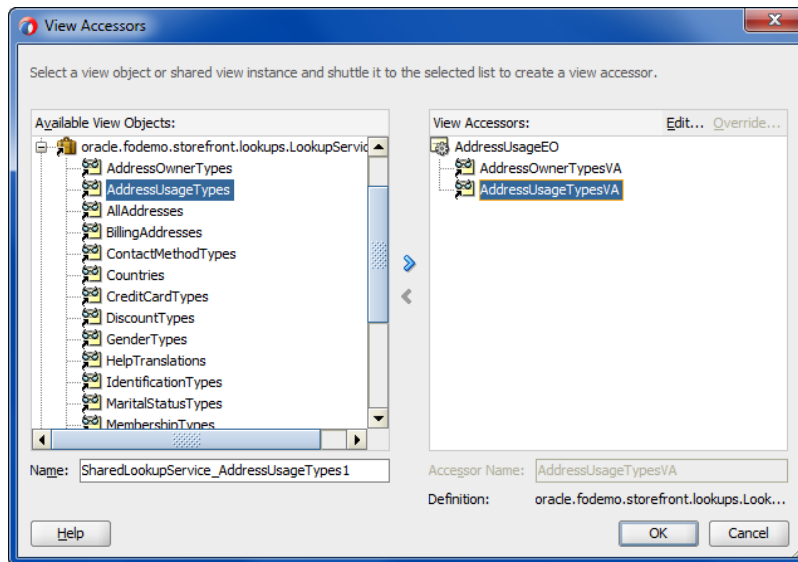 View Accessors
Select a view object or shared view instance and shuttle it to the selected list to create a view accessor.
Available View Objects:
oracle.fodemo.storefront.lookups.LookupServic
AddressOwnerTypes
AddressUsageTypes
AllAddresses
BillingAddresses
ContactMethodTypes
Countries
CreditCardTypes
DiscountTypes
GenderTypes
HelpTranslations
IdentificationTypes
MaritalStatusTypes
MembershipTypes
Name: SharedLookupService_AddressUsageTypes1
View Accessors: Edit... Override...
AddressUsageEO
AddressOwnerTypesVA
AddressUsageTypesVA
Accessor Name: AddressUsageTypesVA
Definition: oracle.fodemo.storefront.lookups.Look...
Help OK Cancel